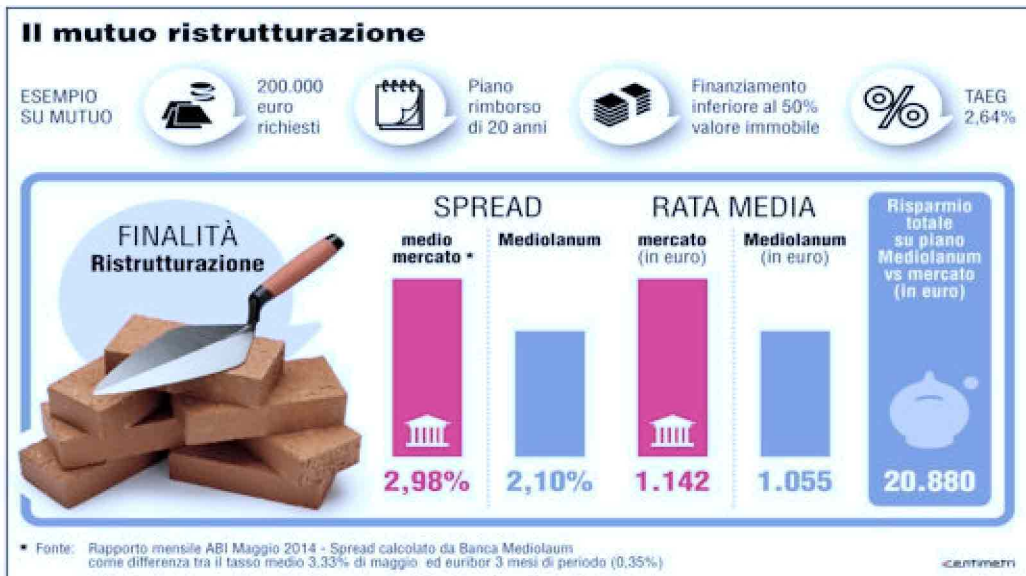 Il mutuo ristrutturazione
ESEMPIO
SU MUTUO
200.000
euro
richiesti
Piano
rimborso
di 20 anni
Finanziamento
inferiore al 50%
valore immobile
%
TAEG
2,64%
FINALITÀ
Ristrutturazione
SPREAD
medio
mercato *
Mediolanum
2,98%
2,10%
RATA MEDIA
mercato
(in euro)
Mediolanum
(in euro)
1.142
1.055
Risparmio
totale
su piano
Mediolanum
vs mercato
(in euro)
20.880
* Fonte: Rapporto mensile ABI Maggio 2014 - Spread calcolato da Banca Mediolaum
come differenza tra il tasso medio 3,33% di maggio ed euribor 3 mesi di periodo (0,35%)
centimetri